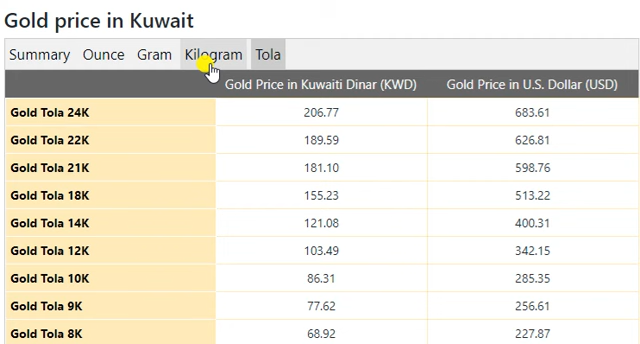 Gold price in Kuwait
Summary Ounce Gram Kilogram Tola
Gold Price in Kuwaiti Dinar (KWD) Gold Price in U.S. Dollar (USD)
Gold Tola 24K 206.77 683.61
Gold Tola 22K 189.59 626.81
Gold Tola 21K 181.10 598.76
Gold Tola 18K 155.23 513.22
Gold Tola 14K 121.08 400.31
Gold Tola 12K 103.49 342.15
Gold Tola 10K 86.31 285.35
Gold Tola 9K 77.62 256.61
Gold Tola 8K 68.92 227.87